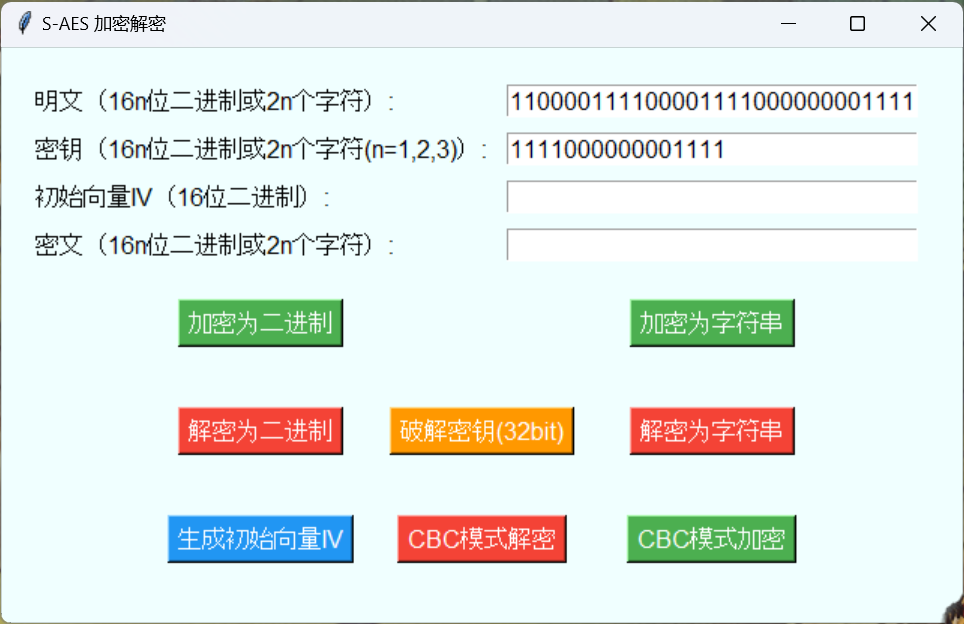 S-AES 加密解密
明文（16n位二进制或2n个字符）: 1100001111000011110000000001111
密钥（16n位二进制或2n个字符(n=1,2,3)）: 1111000000001111
初始向量IV（16位二进制）:
密文（16n位二进制或2n个字符）:
加密为二进制 加密为字符串
解密为二进制 破解密钥(32bit) 解密为字符串
生成初始向量IV CBC模式解密 CBC模式加密